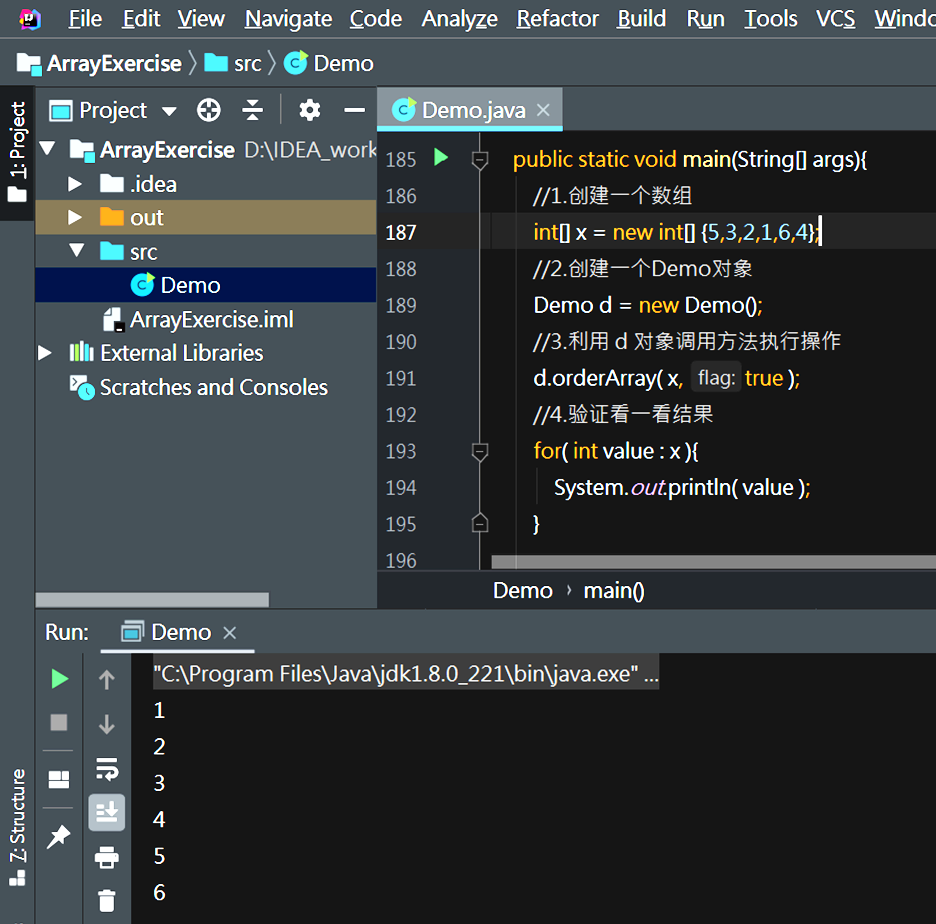 File Edit View Navigate Code Analyze Refactor Build Run Tools VCS
ArrayExercise src Demo
1: Project
Project
ArrayExercise D:\IDEA_work
.idea
out
src
Demo
ArrayExercise.iml
External Libraries
Scratches and Consoles
Demo.java
185 public static void main(String[] args){
186 //1.创建一个数组
187 int[] x = new int[] {5,3,2,1,6,4};
188 //2.创建一个Demo对象
189 Demo d = new Demo();
190 //3.利用 d 对象调用方法执行操作
191 d.orderArray( x, flag: true );
192 //4.验证看一看结果
193 for( int value : x ){
194 System.out.println( value );
195 }
196
Demo › main()
Run: Demo
"C:\Program Files\Java\jdk1.8.0_221\bin\java.exe" ...
1
2
3
4
5
6
Z: Structure